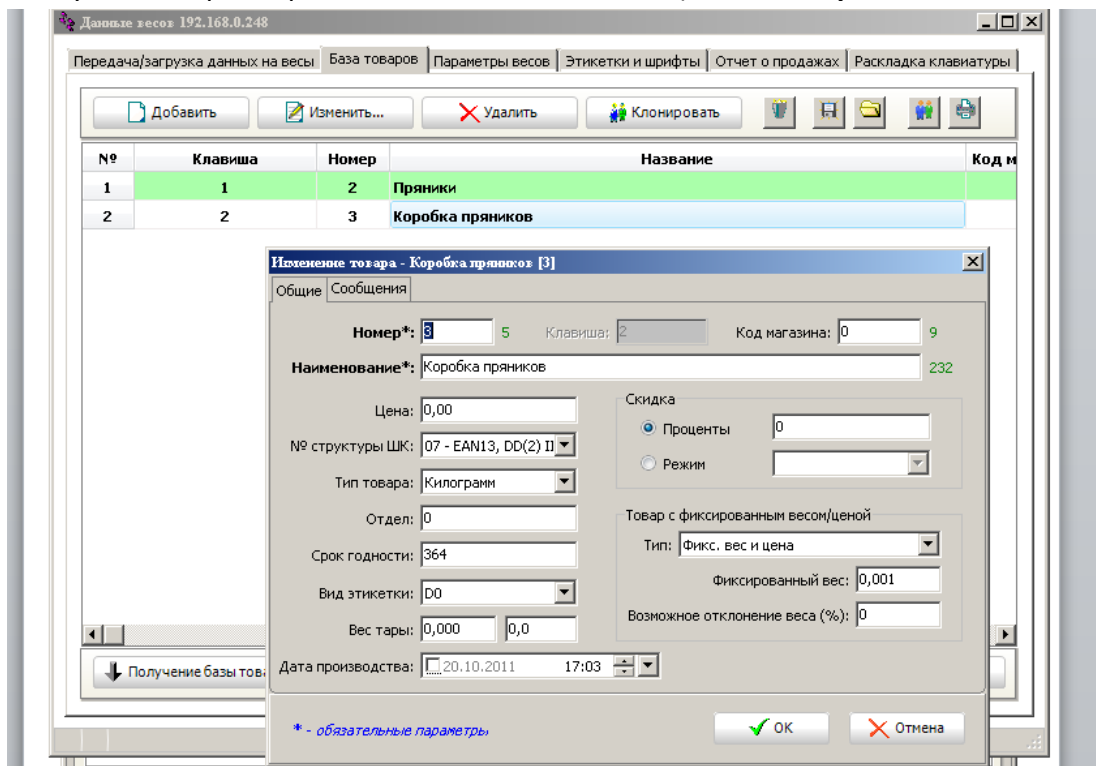 Данные весов 192.168.0.248
Передача/загрузка данных на весы База товаров Параметры весов Этикетки и шрифты Отчет о продажах Раскладка клавиатуры
Добавить Изменить... Удалить Клонировать
№ Клавиша Номер Название Код м
1 1 2 Пряники
2 2 3 Коробка пряников
Изменение товара - Коробка пряников [3]
Общие Сообщения
Номер*: 3 5 Клавиша: 2 Код магазина: 0 9
Наименование*: Коробка пряников 232
Цена: 0,00
№ структуры ШК: 07 - EAN13, DD(2) II
Тип товара: Килограмм
Отдел: 0
Срок годности: 364
Вид этикетки: D0
Вес тары: 0,000 0,0
Дата производства: 20.10.2011 17:03
Скидка
Проценты 0
Режим
Товар с фиксированным весом/ценой
Тип: Фикс. вес и цена
Фиксированный вес: 0,001
Возможное отклонение веса (%): 0
Получение базы това
* - обязательные параметры
OK Отмена